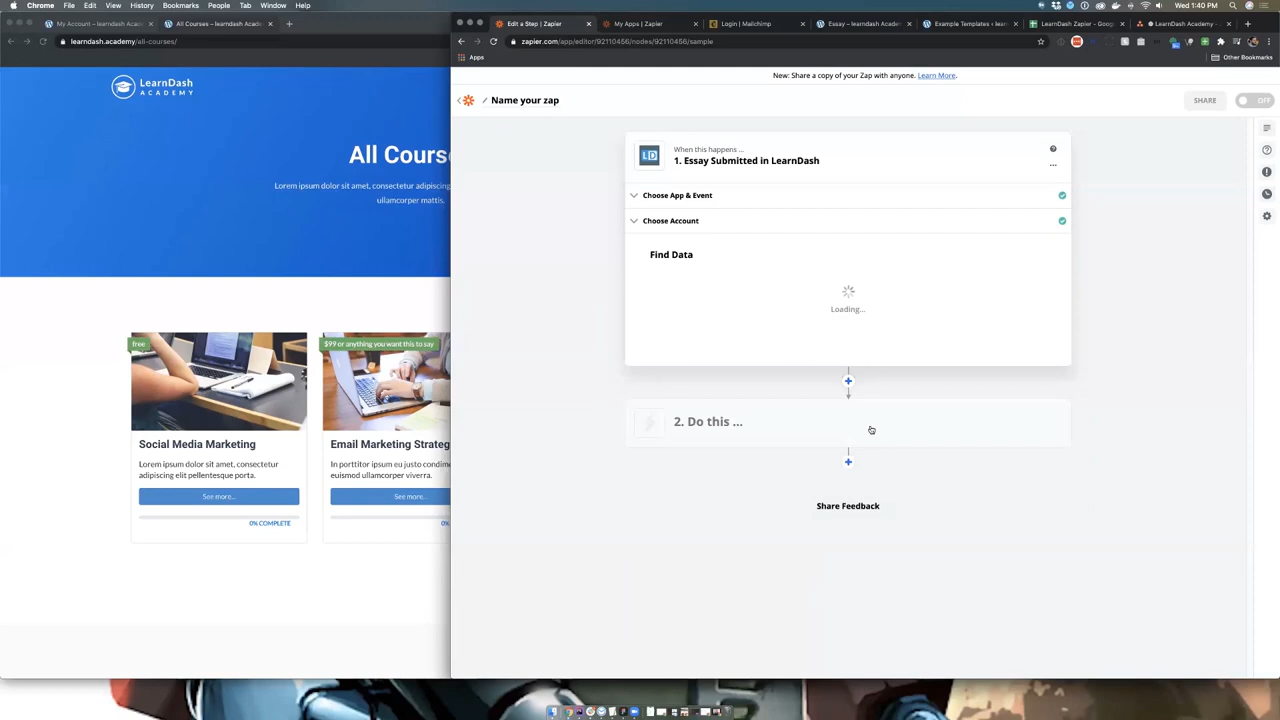 Chrome File Edit View History Bookmarks People Tab Window Help
Wed 1:40 PM
My Account – learndash Acade
All Courses – learndash Acade
learndash.academy/all-courses/
Edit a Step | Zapier
My Apps | Zapier
Login | Mailchimp
Essay – learndash Academ
Example Templates ‹ lear
LearnDash Zapier - Goog
LearnDash Academy -
zapier.com/app/editor/92110456/nodes/92110456/sample
Apps
Other Bookmarks
New: Share a copy of your Zap with anyone. Learn More.
Name your zap
SHARE
OFF
LearnDash
ACADEMY
All Cours
Lorem ipsum dolor sit amet, consectetur adipiscing
ullamcorper mattis.
free
Social Media Marketing
Lorem ipsum dolor sit amet, consectetur
adipiscing elit pellentesque porta.
See more...
0% COMPLETE
$99 or anything you want this to say
Email Marketing Strateg
In porttitor ipsum eu justo condime
euismod ullamcorper viverra.
See more...
0%
LD
When this happens ...
1. Essay Submitted in LearnDash
...
Choose App & Event
Choose Account
Find Data
Loading...
2. Do this ...
Share Feedback